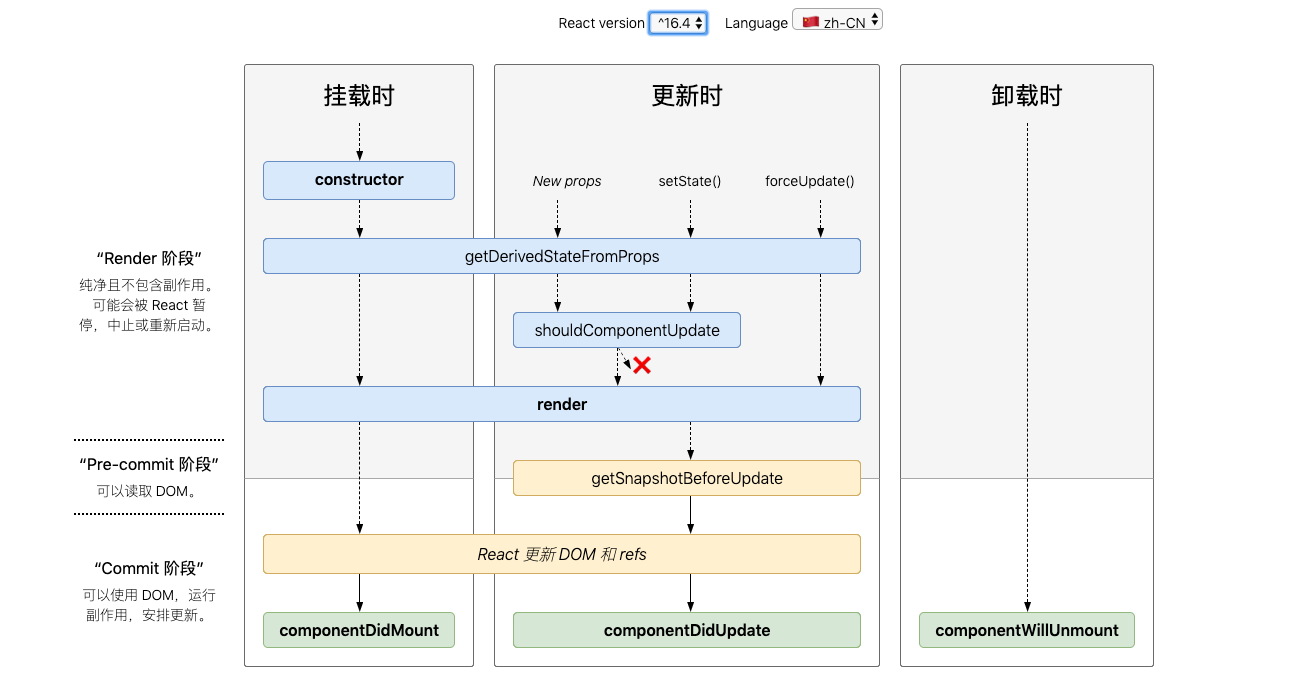 React version ^16.4 Language 🇨🇳 zh-CN
挂载时
更新时
卸载时
constructor
New props
setState()
forceUpdate()
“Render 阶段”
纯净且不包含副作用。
可能会被 React 暂
停，中止或重新启动。
getDerivedStateFromProps
shouldComponentUpdate
render
“Pre-commit 阶段”
可以读取 DOM。
getSnapshotBeforeUpdate
React 更新 DOM 和 refs
“Commit 阶段”
可以使用 DOM，运行
副作用，安排更新。
componentDidMount
componentDidUpdate
componentWillUnmount